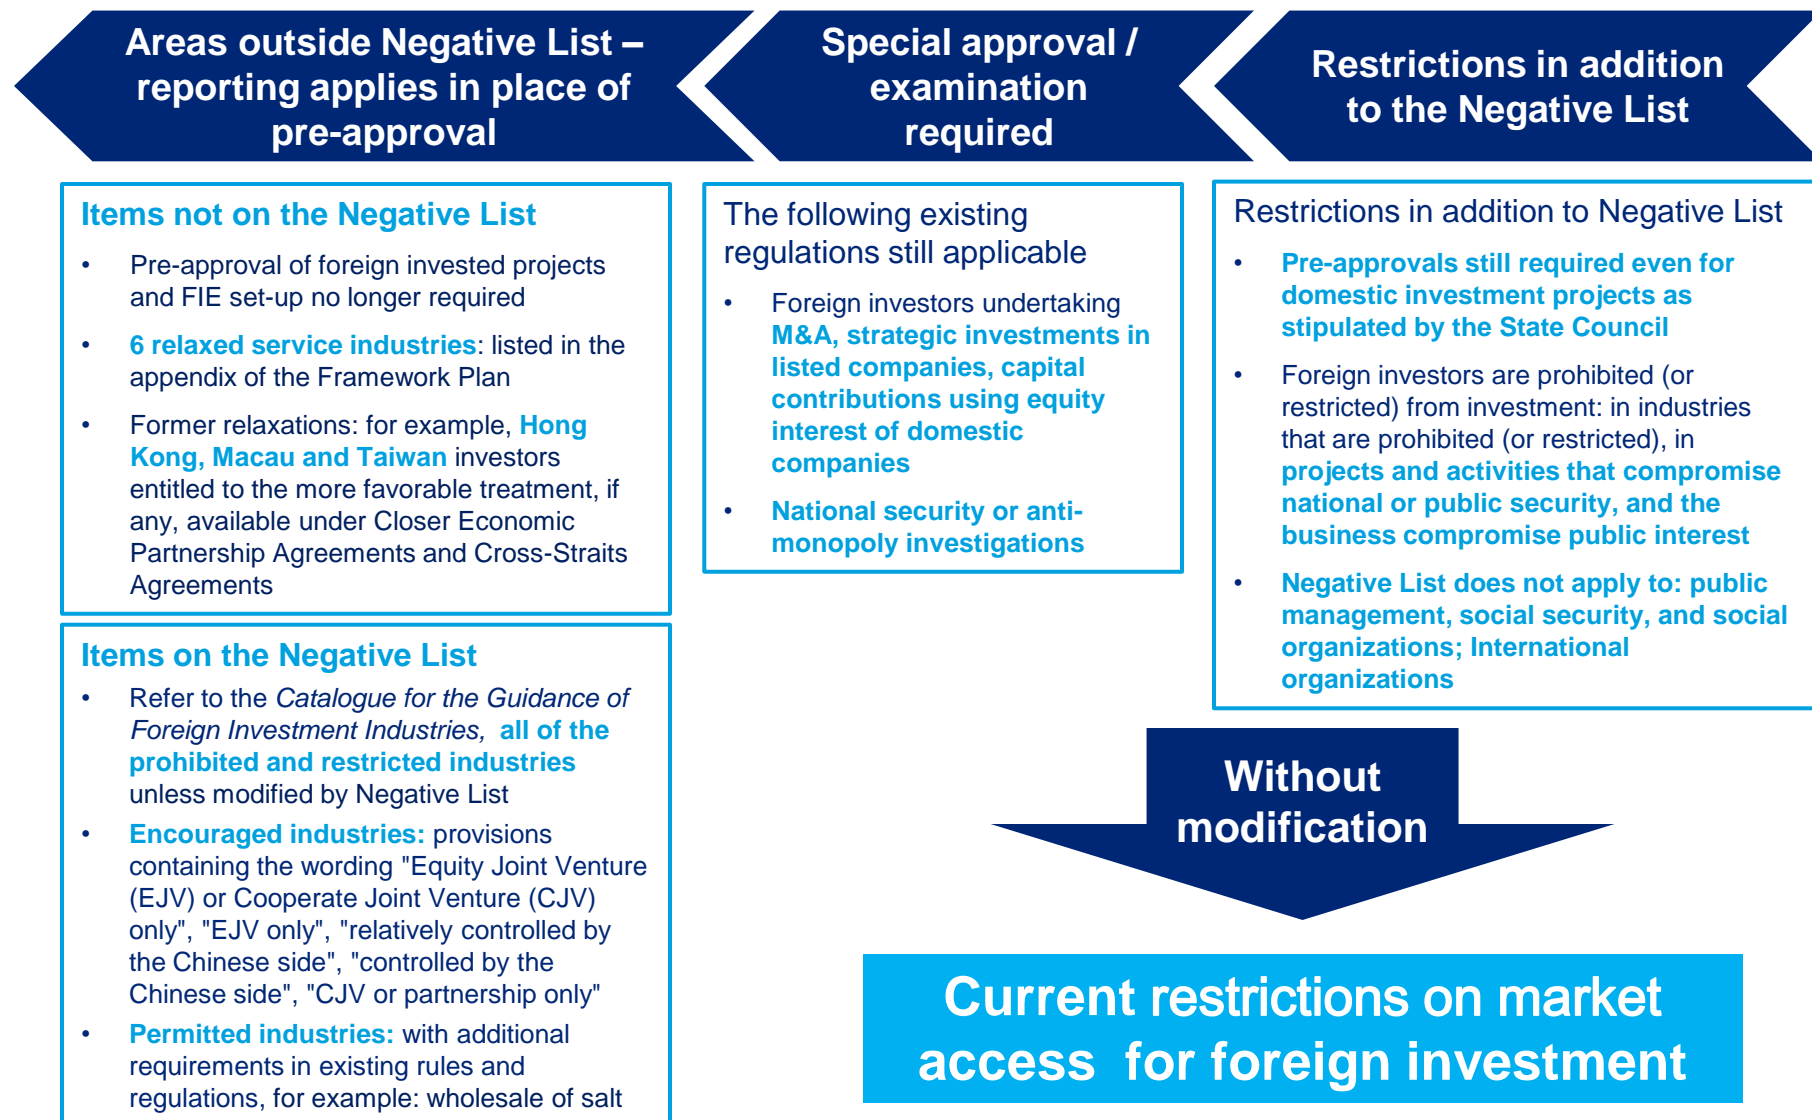 Areas outside Negative List –
reporting applies in place of
pre-approval
Special approval /
examination
required
Restrictions in addition
to the Negative List
Items not on the Negative List
• Pre-approval of foreign invested projects
and FIE set-up no longer required
• 6 relaxed service industries: listed in the
appendix of the Framework Plan
• Former relaxations: for example, Hong
Kong, Macau and Taiwan investors
entitled to the more favorable treatment, if
any, available under Closer Economic
Partnership Agreements and Cross-Straits
Agreements
Items on the Negative List
• Refer to the Catalogue for the Guidance of
Foreign Investment Industries, all of the
prohibited and restricted industries
unless modified by Negative List
• Encouraged industries: provisions
containing the wording "Equity Joint Venture
(EJV) or Cooperate Joint Venture (CJV)
only", "EJV only", "relatively controlled by
the Chinese side", "controlled by the
Chinese side", "CJV or partnership only"
• Permitted industries: with additional
requirements in existing rules and
regulations, for example: wholesale of salt
The following existing
regulations still applicable
• Foreign investors undertaking
M&A, strategic investments in
listed companies, capital
contributions using equity
interest of domestic
companies
• National security or anti-
monopoly investigations
Restrictions in addition to Negative List
• Pre-approvals still required even for
domestic investment projects as
stipulated by the State Council
• Foreign investors are prohibited (or
restricted) from investment: in industries
that are prohibited (or restricted), in
projects and activities that compromise
national or public security, and the
business compromise public interest
• Negative List does not apply to: public
management, social security, and social
organizations; International
organizations
Without
modification
Current restrictions on market
access for foreign investment